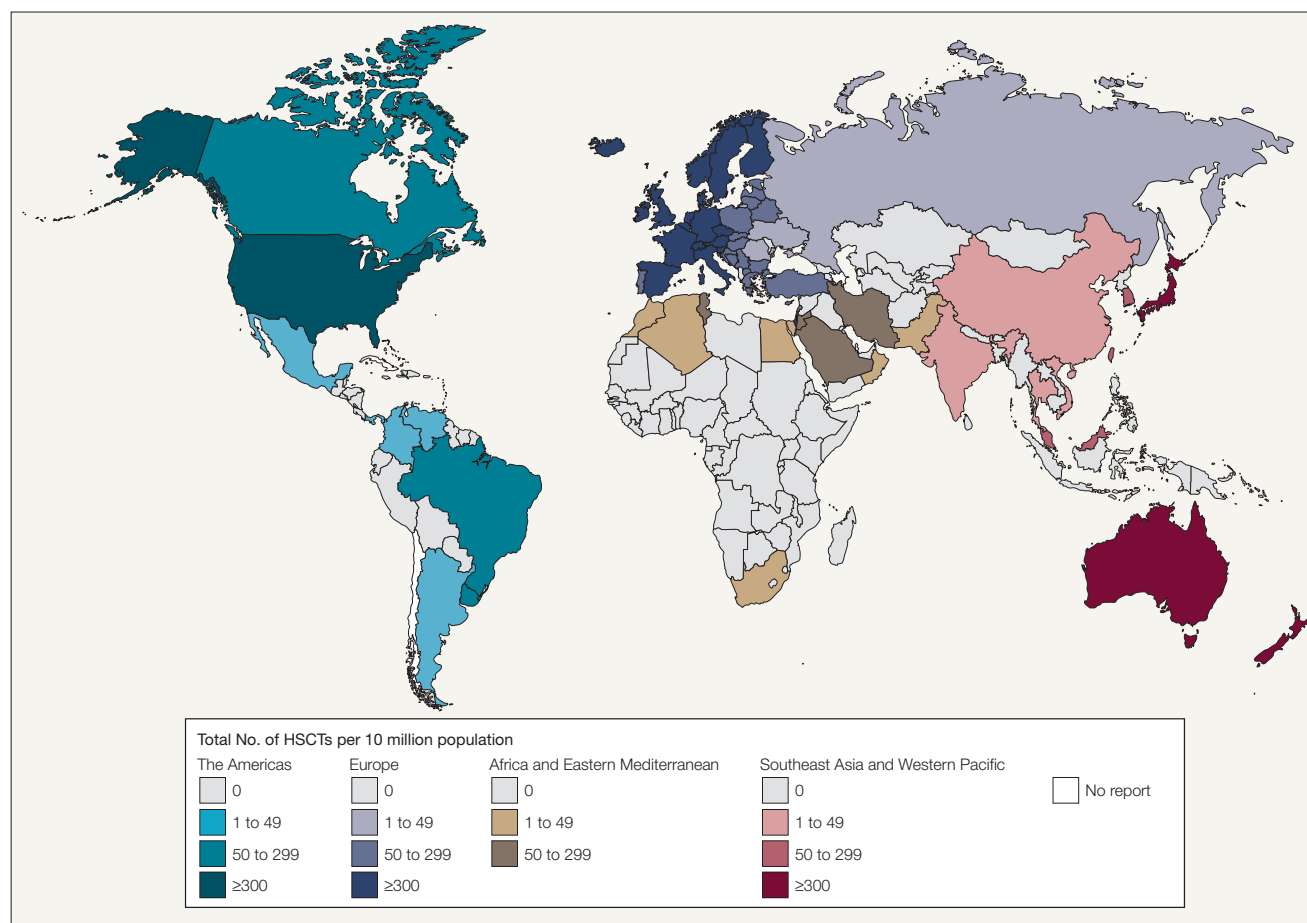 Total No. of HSCTs per 10 million population
The Americas
0
1 to 49
50 to 299
≥300
Europe
0
1 to 49
50 to 299
≥300
Africa and Eastern Mediterranean
0
1 to 49
50 to 299
Southeast Asia and Western Pacific
0
1 to 49
50 to 299
≥300
No report